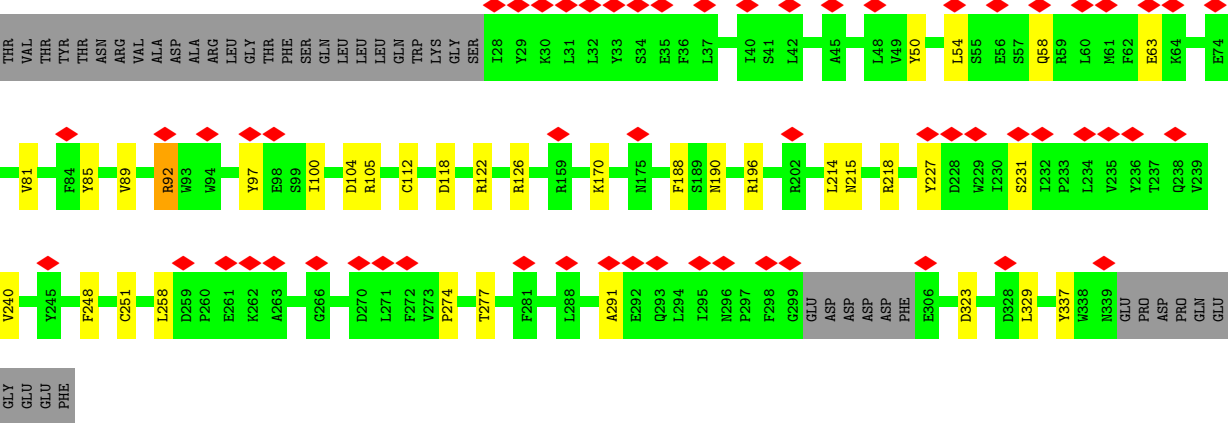 THR VAL THR TYR THR ASN ARG VAL ALA ASP ALA ARG LEU GLY THR PHE SER GLN LEU LEU LEU GLN TRP LYS GLY SER I28 Y29 K30 L31 L32 Y33 S34 E35 F36 L37 I40 S41 L42 A45 L48 V49 Y50 L54 S55 E56 S57 Q58 R59 L60 M61 F62 E63 K64 E74
V81 F84 Y85 V89 R92 W93 W94 Y97 E98 S99 I100 D104 R105 C112 D118 R122 R126 R159 K170 N175 F188 S189 N190 R196 R202 L214 N215 R218 Y227 D228 W229 I230 S231 I232 P233 L234 V235 Y236 T237 Q238 V239
V240 Y245 F248 C251 L258 D259 P260 E261 K262 A263 G266 D270 L271 F272 V273 P274 T277 F281 L288 A291 E292 Q293 L294 I295 N296 P297 F298 G299 GLU ASP ASP ASP ASP PHE E306 D323 D328 L329 Y337 W338 N339 GLU PRO ASP PRO GLN GLU
GLY GLU GLU PHE